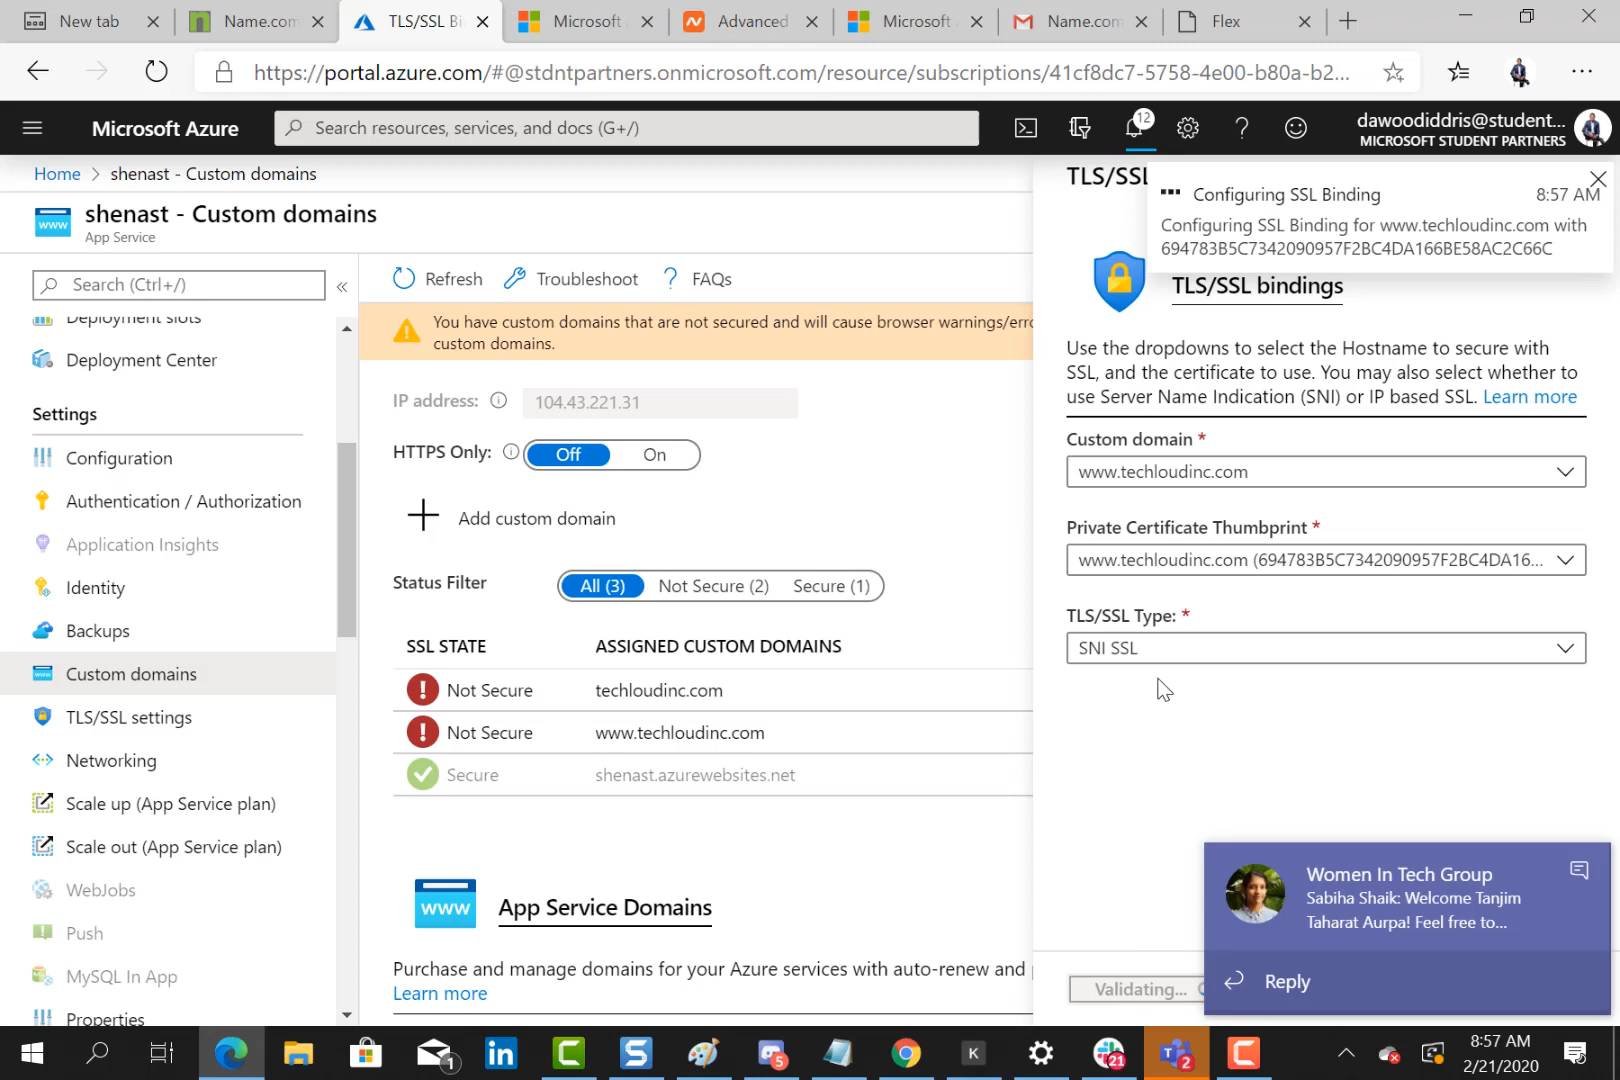 New tab
Name.com
TLS/SSL Bi
Microsoft
Advanced
Microsoft
Name.com
Flex
https://portal.azure.com/#@stdntpartners.onmicrosoft.com/resource/subscriptions/41cf8dc7-5758-4e00-b80a-b2...
Microsoft Azure
Search resources, services, and docs (G+/)
12
dawoodiddris@student...
MICROSOFT STUDENT PARTNERS
Home > shenast - Custom domains
shenast - Custom domains
App Service
Search (Ctrl+/)
«
Deployment slots
Deployment Center
Settings
Configuration
Authentication / Authorization
Application Insights
Identity
Backups
Custom domains
TLS/SSL settings
Networking
Scale up (App Service plan)
Scale out (App Service plan)
WebJobs
Push
MySQL In App
Properties
Refresh
Troubleshoot
FAQs
You have custom domains that are not secured and will cause browser warnings/erro
custom domains.
IP address:
104.43.221.31
HTTPS Only:
Off
On
Add custom domain
Status Filter
All (3)
Not Secure (2)
Secure (1)
SSL STATE
ASSIGNED CUSTOM DOMAINS
Not Secure
techloudinc.com
Not Secure
www.techloudinc.com
Secure
shenast.azurewebsites.net
www
App Service Domains
Purchase and manage domains for your Azure services with auto-renew and
Learn more
TLS/SSL
Configuring SSL Binding
8:57 AM
Configuring SSL Binding for www.techloudinc.com with
694783B5C7342090957F2BC4DA166BE58AC2C66C
TLS/SSL bindings
Use the dropdowns to select the Hostname to secure with
SSL, and the certificate to use. You may also select whether to
use Server Name Indication (SNI) or IP based SSL. Learn more
Custom domain *
www.techloudinc.com
Private Certificate Thumbprint *
www.techloudinc.com (694783B5C7342090957F2BC4DA16...
TLS/SSL Type: *
SNI SSL
Validating...
Women In Tech Group
Sabiha Shaik: Welcome Tanjim
Taharat Aurpa! Feel free to...
Reply
1
5
K
21
2
8:57 AM
2/21/2020